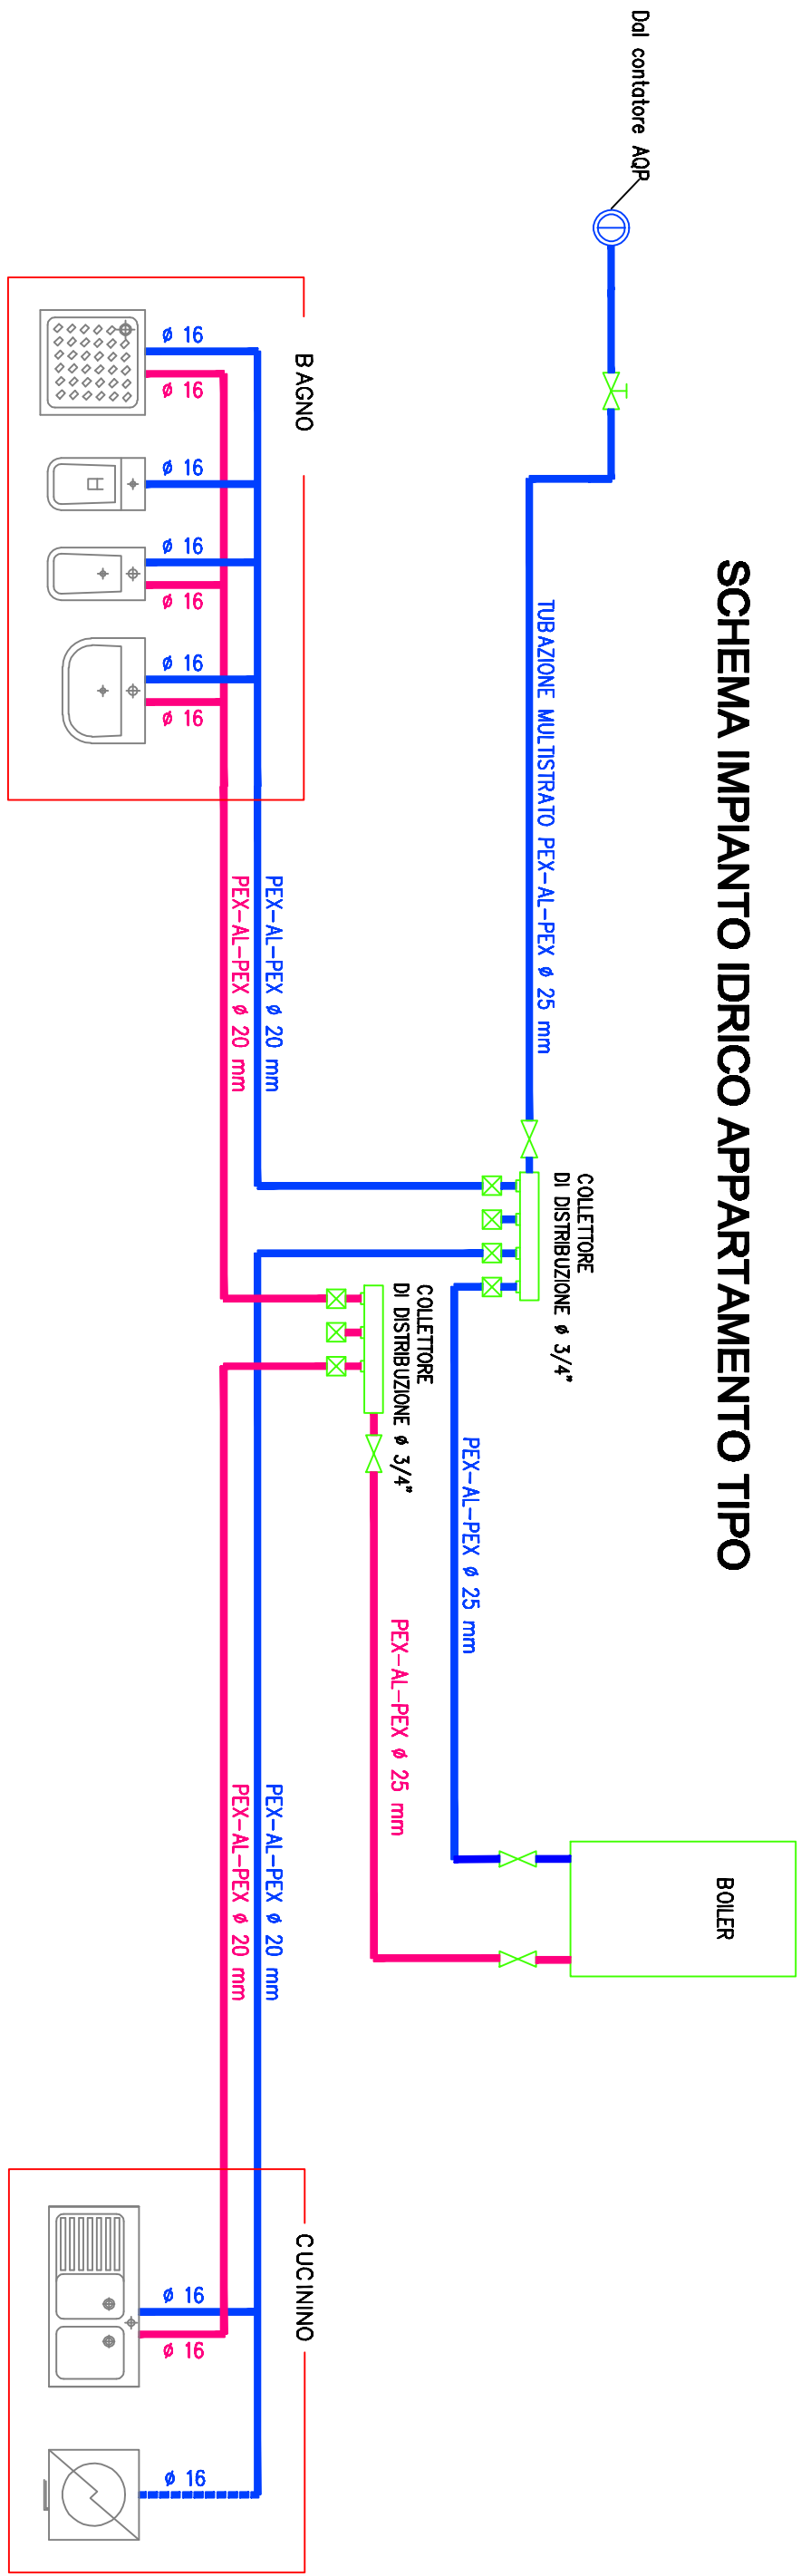 SCHEMA IMPIANTO IDRICO APPARTAMENTO TIPO
Dal contatore AQP
TUBAZIONE MULTISTRATO PEX-AL-PEX ø 25 mm
COLLETTORE
DI DISTRIBUZIONE ø 3/4"
BOILER
PEX-AL-PEX ø 25 mm
COLLETTORE
DI DISTRIBUZIONE ø 3/4"
PEX-AL-PEX ø 25 mm
BAGNO
PEX-AL-PEX ø 20 mm
PEX-AL-PEX ø 20 mm
PEX-AL-PEX ø 20 mm
PEX-AL-PEX ø 20 mm
CUCININO
ø 16
ø 16
ø 16
ø 16
ø 16
ø 16
ø 16
ø 16
ø 16
ø 16